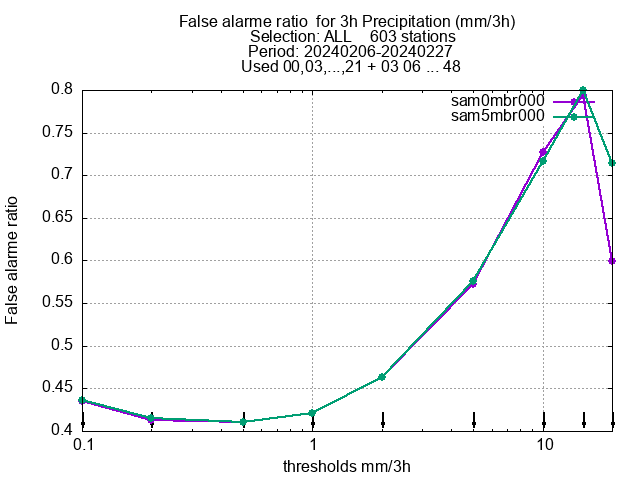 False alarme ratio  for 3h Precipitation (mm/3h)
Selection: ALL    603 stations
Period: 20240206-20240227
Used 00,03,...,21 + 03 06 ... 48
sam0mbr000
sam5mbr000
0.8
0.75
0.7
0.65
0.6
0.55
0.5
0.45
0.4
False alarme ratio
0.1
1
10
thresholds mm/3h